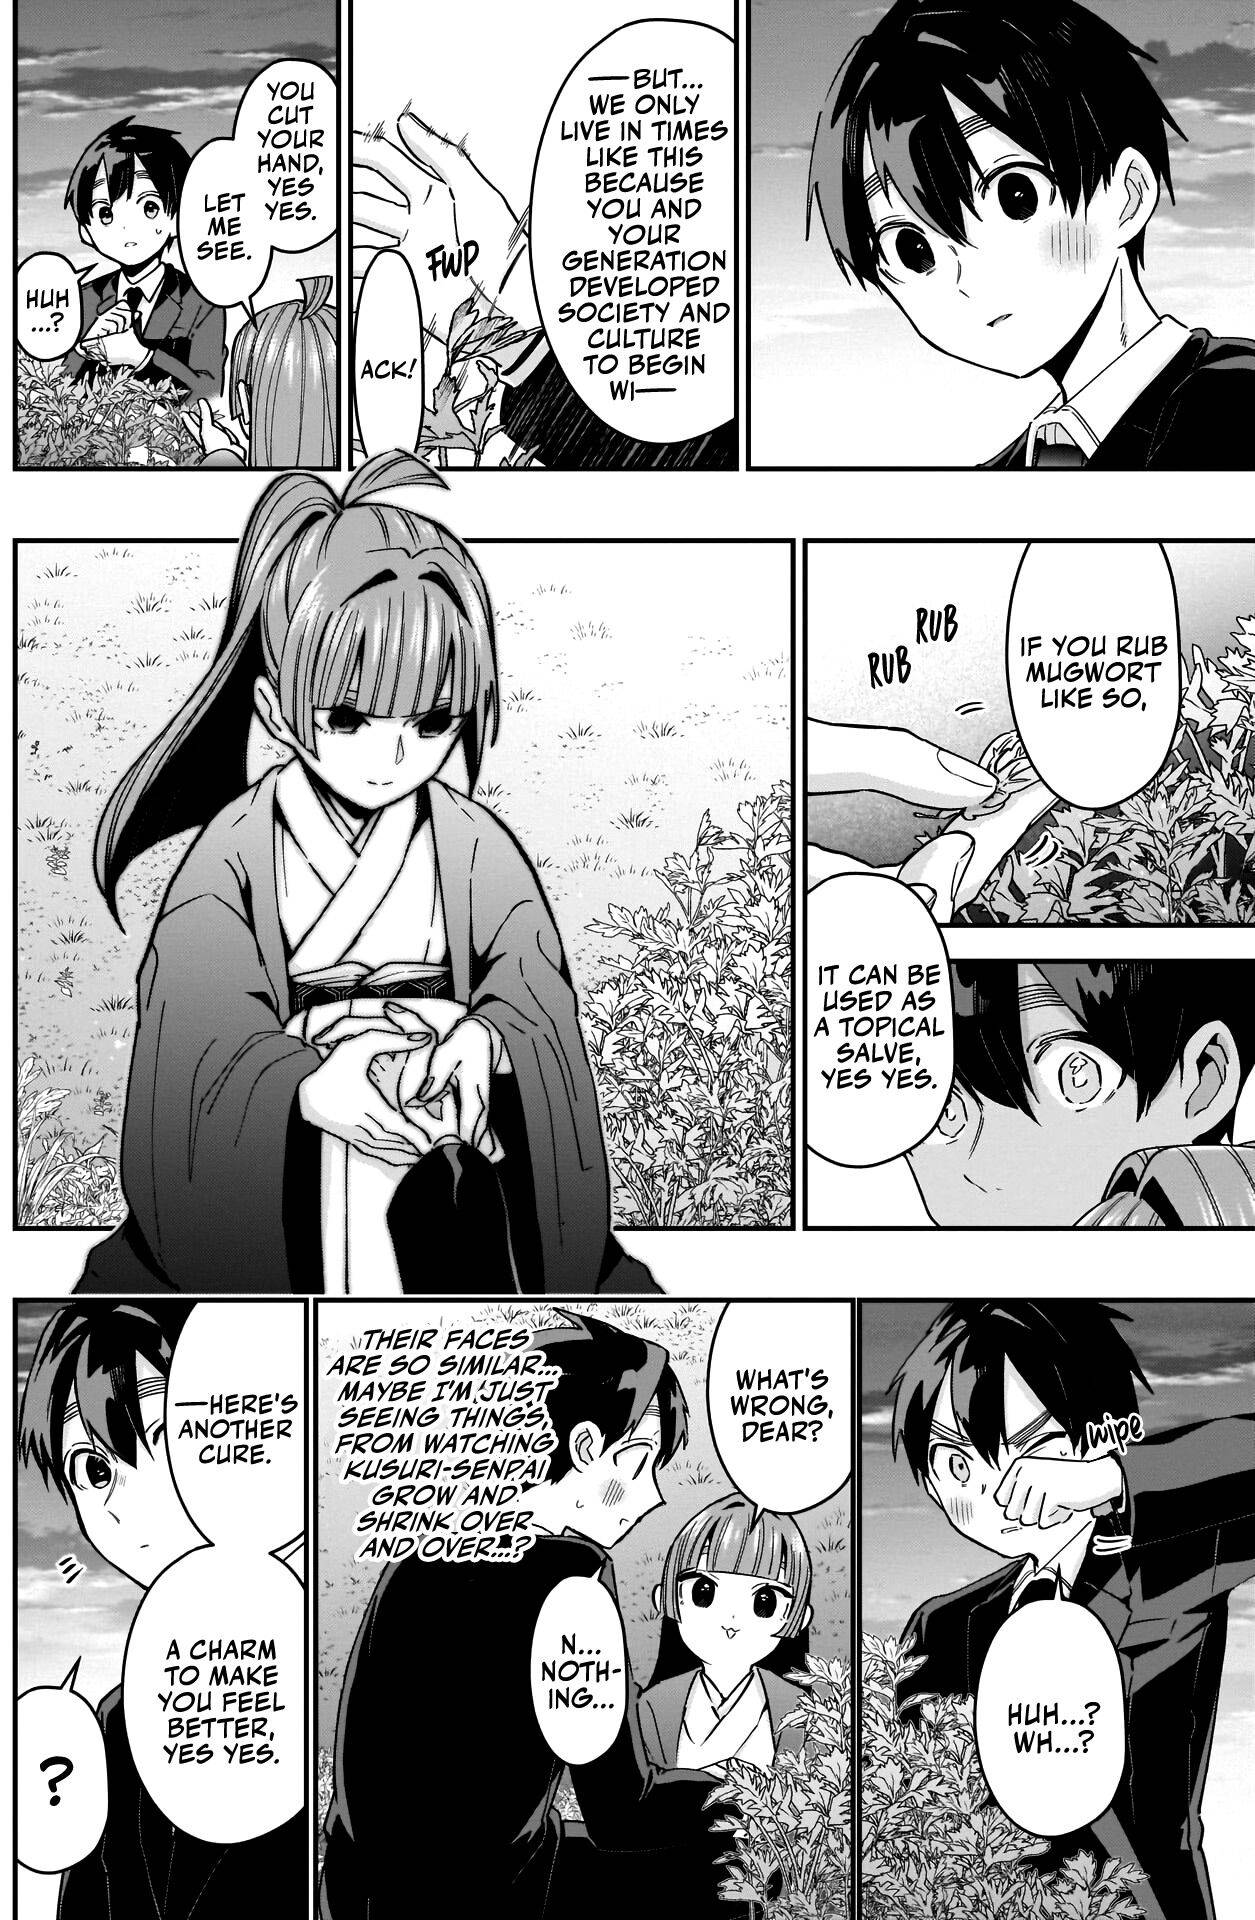 —BUT...
WE ONLY
LIVE IN TIMES
LIKE THIS
BECAUSE
YOU AND
YOUR
GENERATION
DEVELOPED
SOCIETY AND
CULTURE
TO BEGIN
WI—
FWP
ACK!
YOU
CUT
YOUR
HAND,
YES
YES.
LET
ME
SEE.
HUH
...?
IF YOU RUB
MUGWORT
LIKE SO,
RUB
RUB
IT CAN BE
USED AS
A TOPICAL
SALVE,
YES YES.
WIPE
HUH...?
WH...?
WHAT'S
WRONG,
DEAR?
THEIR FACES
ARE SO SIMILAR...
MAYBE I'M JUST
SEEING THINGS,
FROM WATCHING
KUSURI-SENPAI
GROW AND
SHRINK OVER
AND OVER...?
N...
NOTH-
ING...
—HERE'S
ANOTHER
CURE.
A CHARM
TO MAKE
YOU FEEL
BETTER,
YES YES.
?